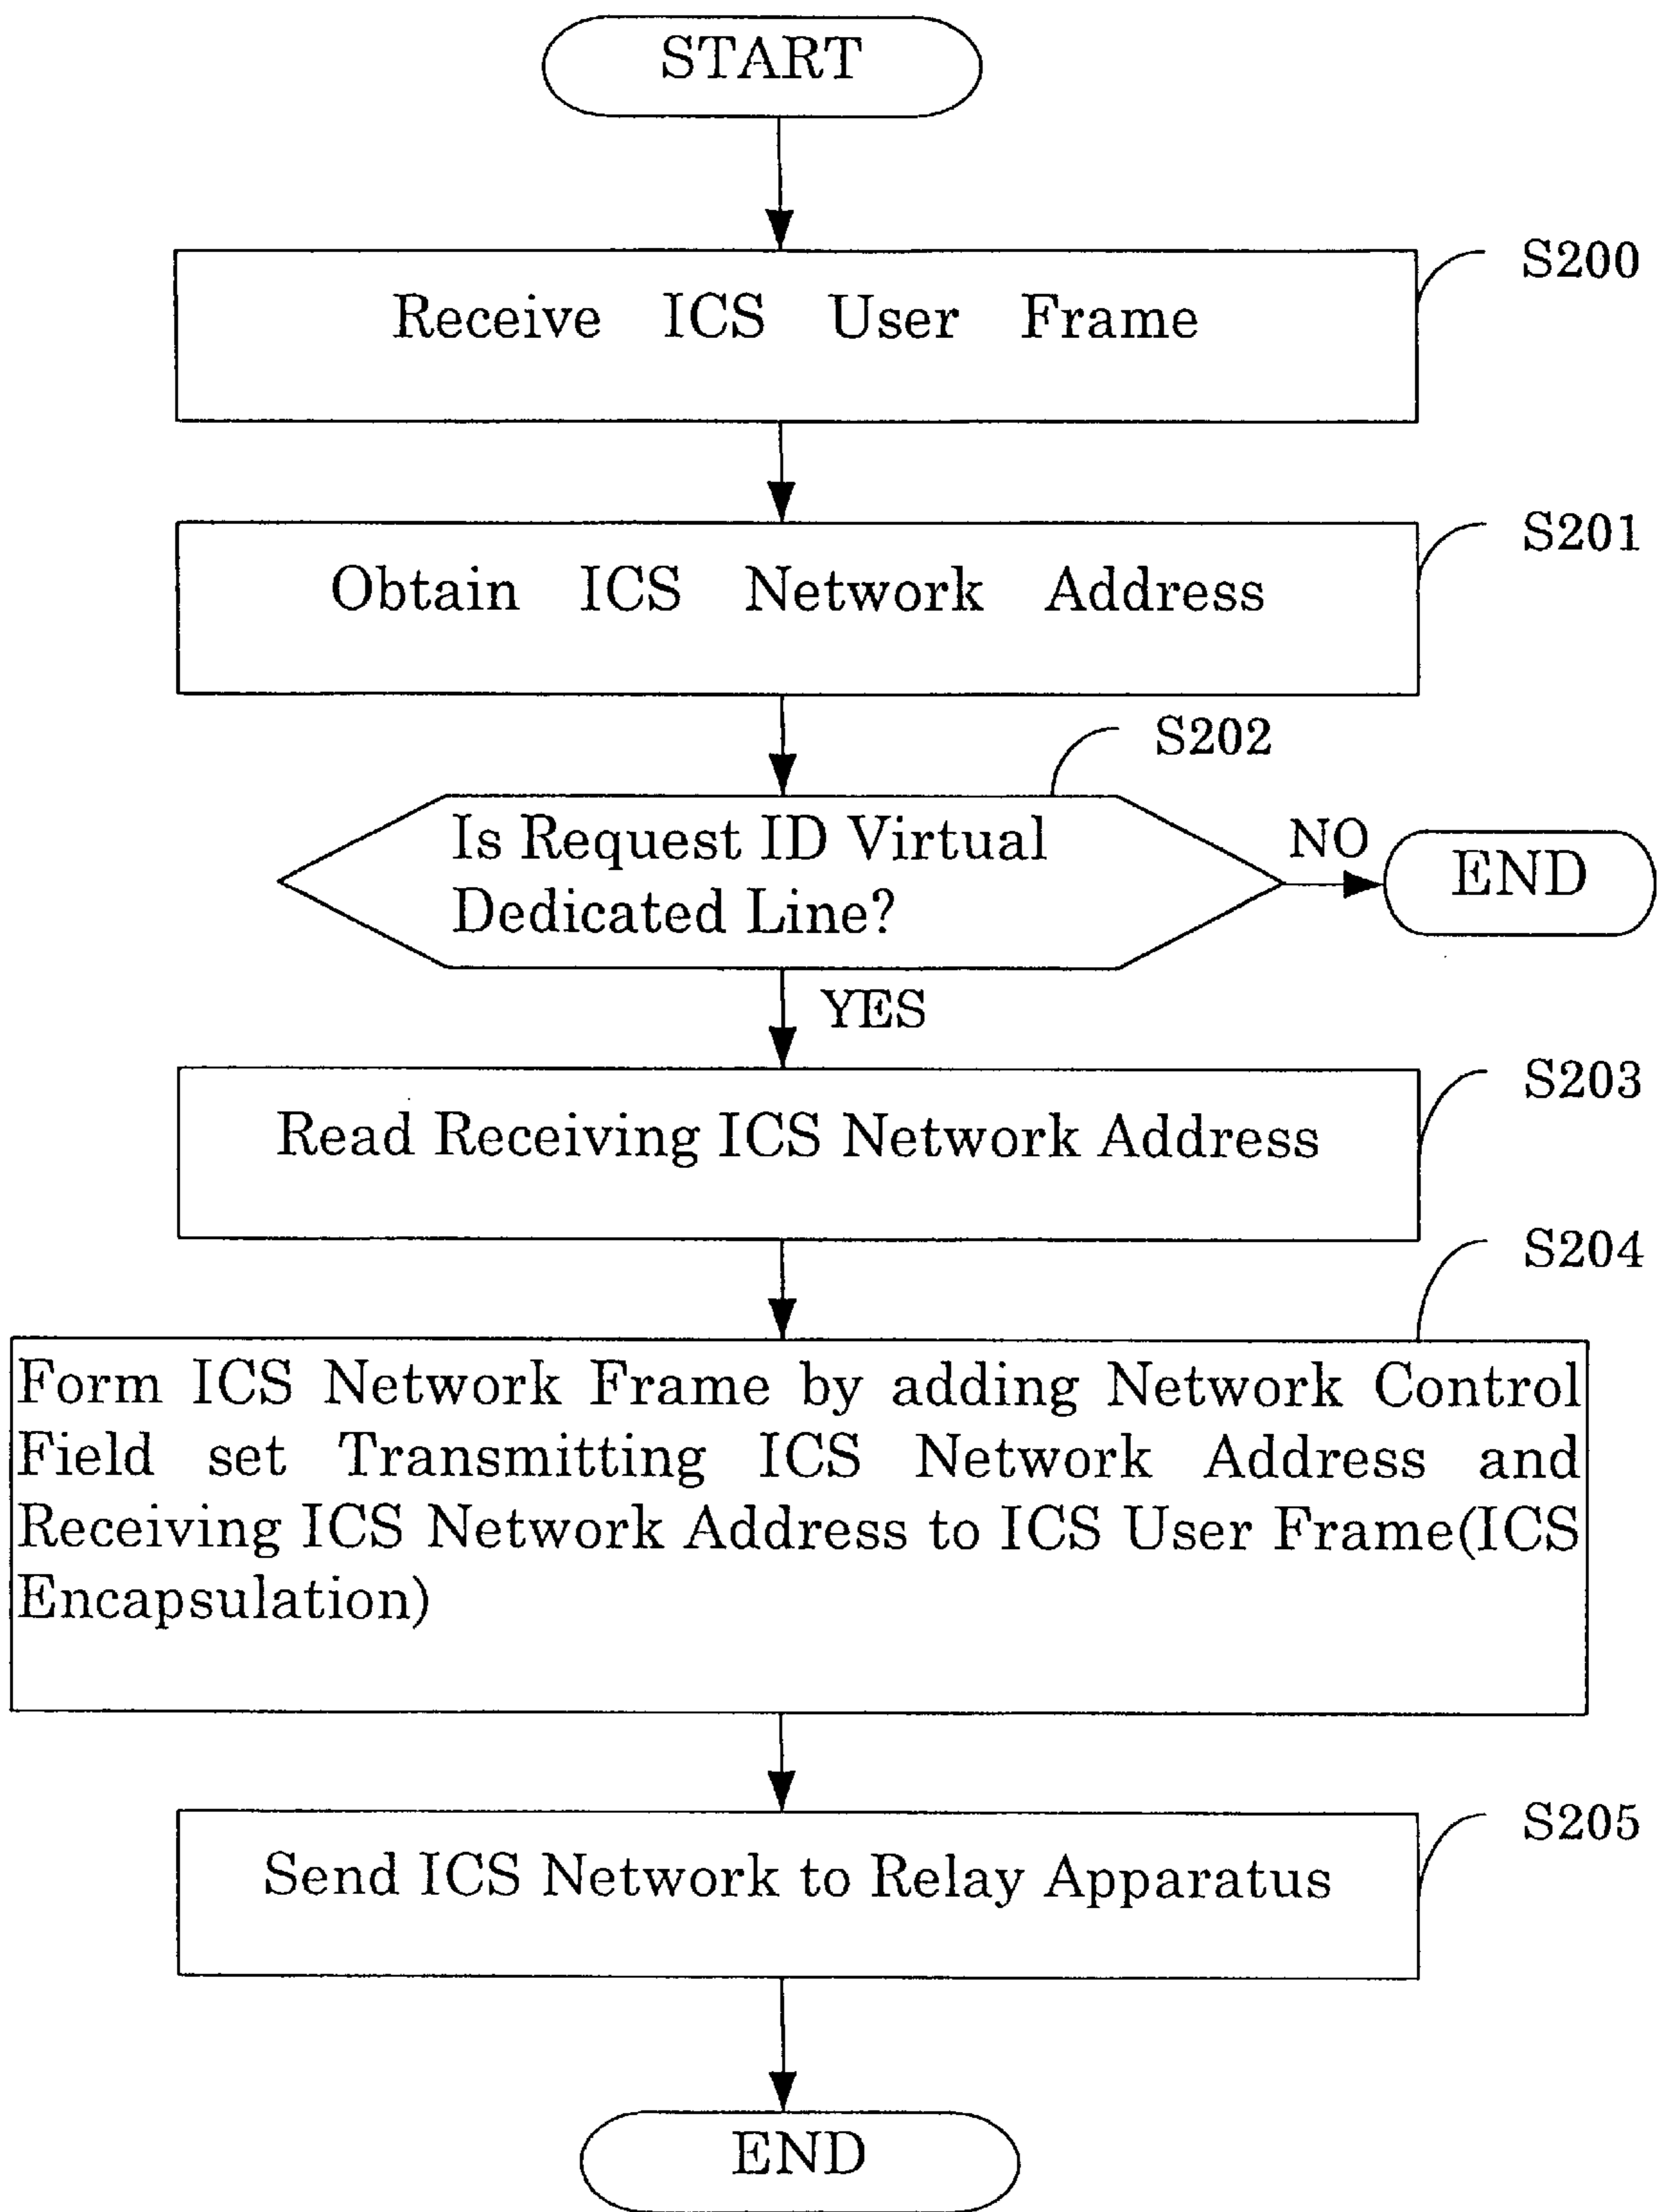 START
S200
Receive ICS User Frame
S201
Obtain ICS Network Address
S202
Is Request ID Virtual
Dedicated Line?
NO
END
YES
S203
Read Receiving ICS Network Address
S204
Form ICS Network Frame by adding Network Control
Field set Transmitting ICS Network Address and
Receiving ICS Network Address to ICS User Frame(ICS
Encapsulation)
S205
Send ICS Network to Relay Apparatus
END